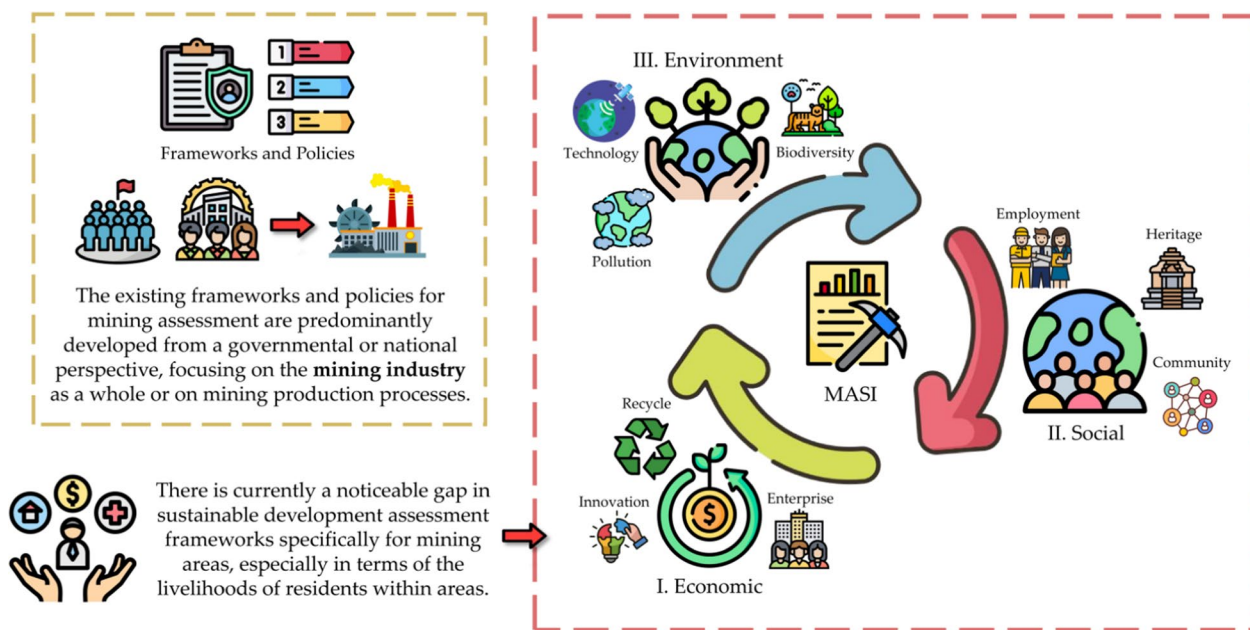 1
2
3
Frameworks and Policies
The existing frameworks and policies for
mining assessment are predominantly
developed from a governmental or national
perspective, focusing on the mining industry
as a whole or on mining production processes.
$
There is currently a noticeable gap in
sustainable development assessment
frameworks specifically for mining
areas, especially in terms of the
livelihoods of residents within areas.
III. Environment
Technology
Biodiversity
Pollution
Employment
Heritage
Community
II. Social
MASI
Recycle
Innovation
Enterprise
$
I. Economic